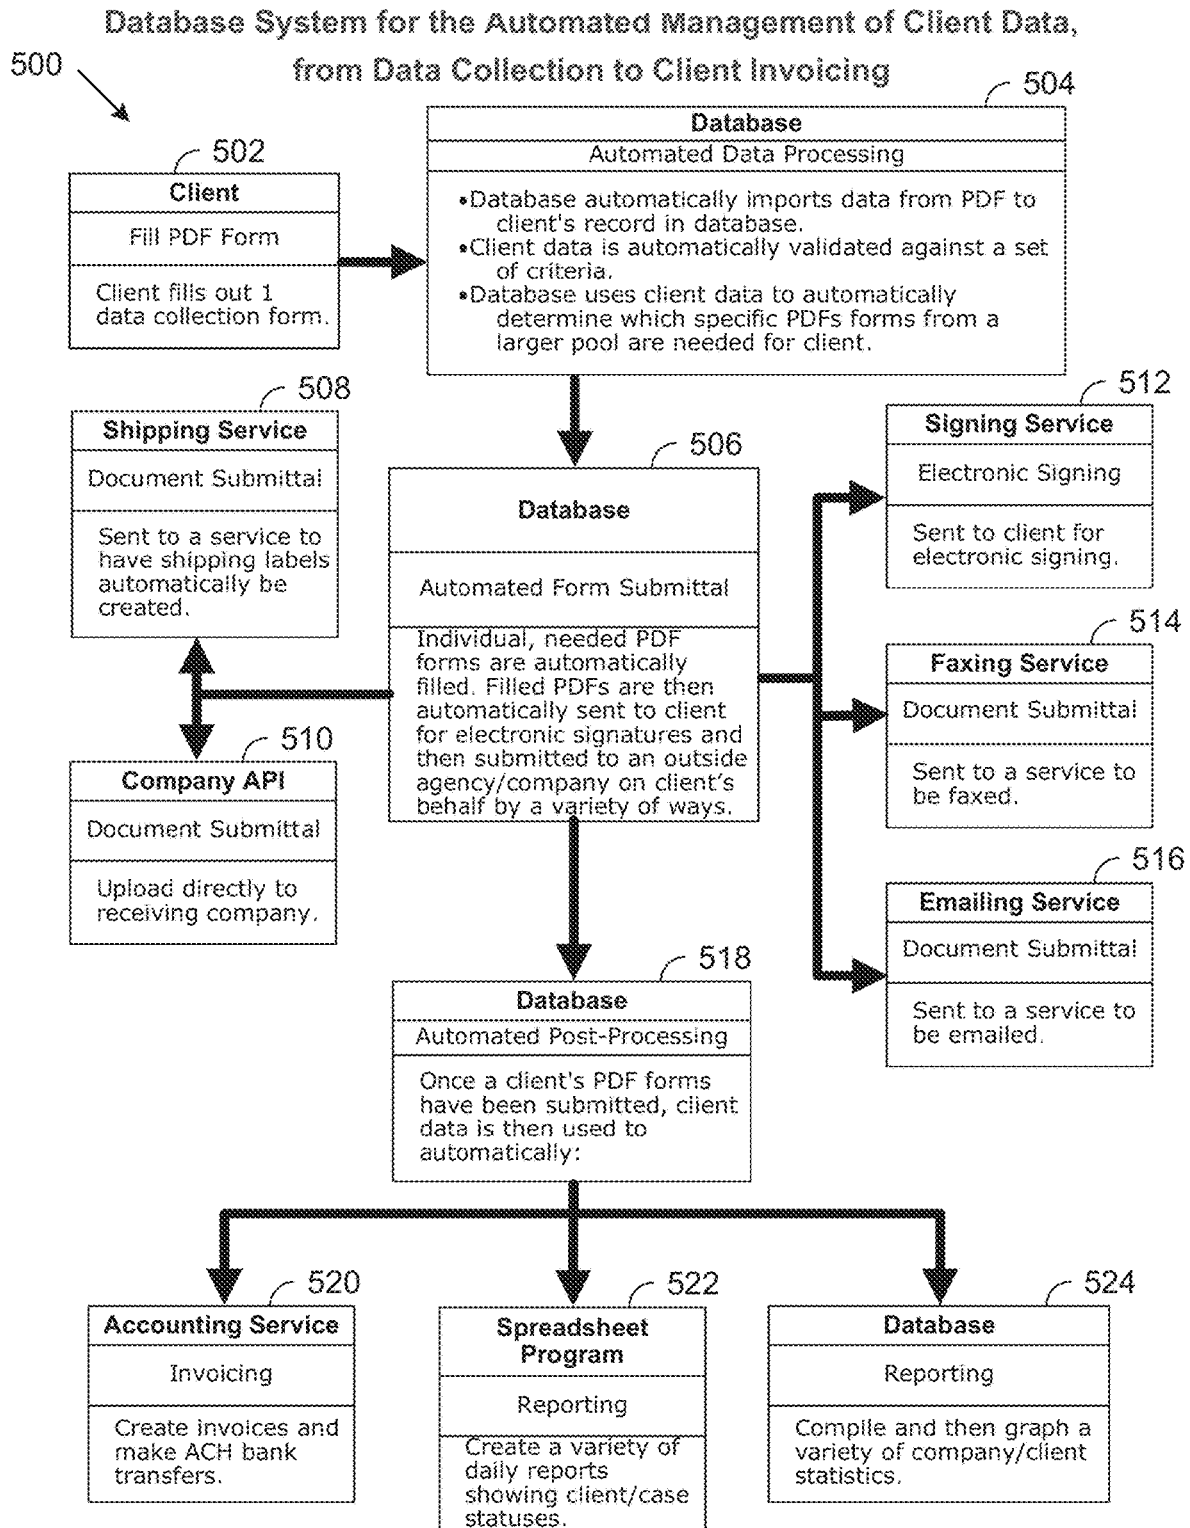 Database System for the Automated Management of Client Data,
from Data Collection to Client Invoicing
500
502
Client
Fill PDF Form
Client fills out 1
data collection form.
504
Database
Automated Data Processing
•Database automatically imports data from PDF to
client's record in database.
•Client data is automatically validated against a set
of criteria.
•Database uses client data to automatically
determine which specific PDFs forms from a
larger pool are needed for client.
508
Shipping Service
Document Submittal
Sent to a service to
have shipping labels
automatically be
created.
506
Database
Automated Form Submittal
Individual, needed PDF
forms are automatically
filled. Filled PDFs are then
automatically sent to client
for electronic signatures and
then submitted to an outside
agency/company on client's
behalf by a variety of ways.
512
Signing Service
Electronic Signing
Sent to client for
electronic signing.
514
Faxing Service
Document Submittal
Sent to a service to
be faxed.
510
Company API
Document Submittal
Upload directly to
receiving company.
516
Emailing Service
Document Submittal
Sent to a service to
be emailed.
518
Database
Automated Post-Processing
Once a client's PDF forms
have been submitted, client
data is then used to
automatically:
520
Accounting Service
Invoicing
Create invoices and
make ACH bank
transfers.
522
Spreadsheet
Program
Reporting
Create a variety of
daily reports
showing client/case
statuses.
524
Database
Reporting
Compile and then graph a
variety of company/client
statistics.